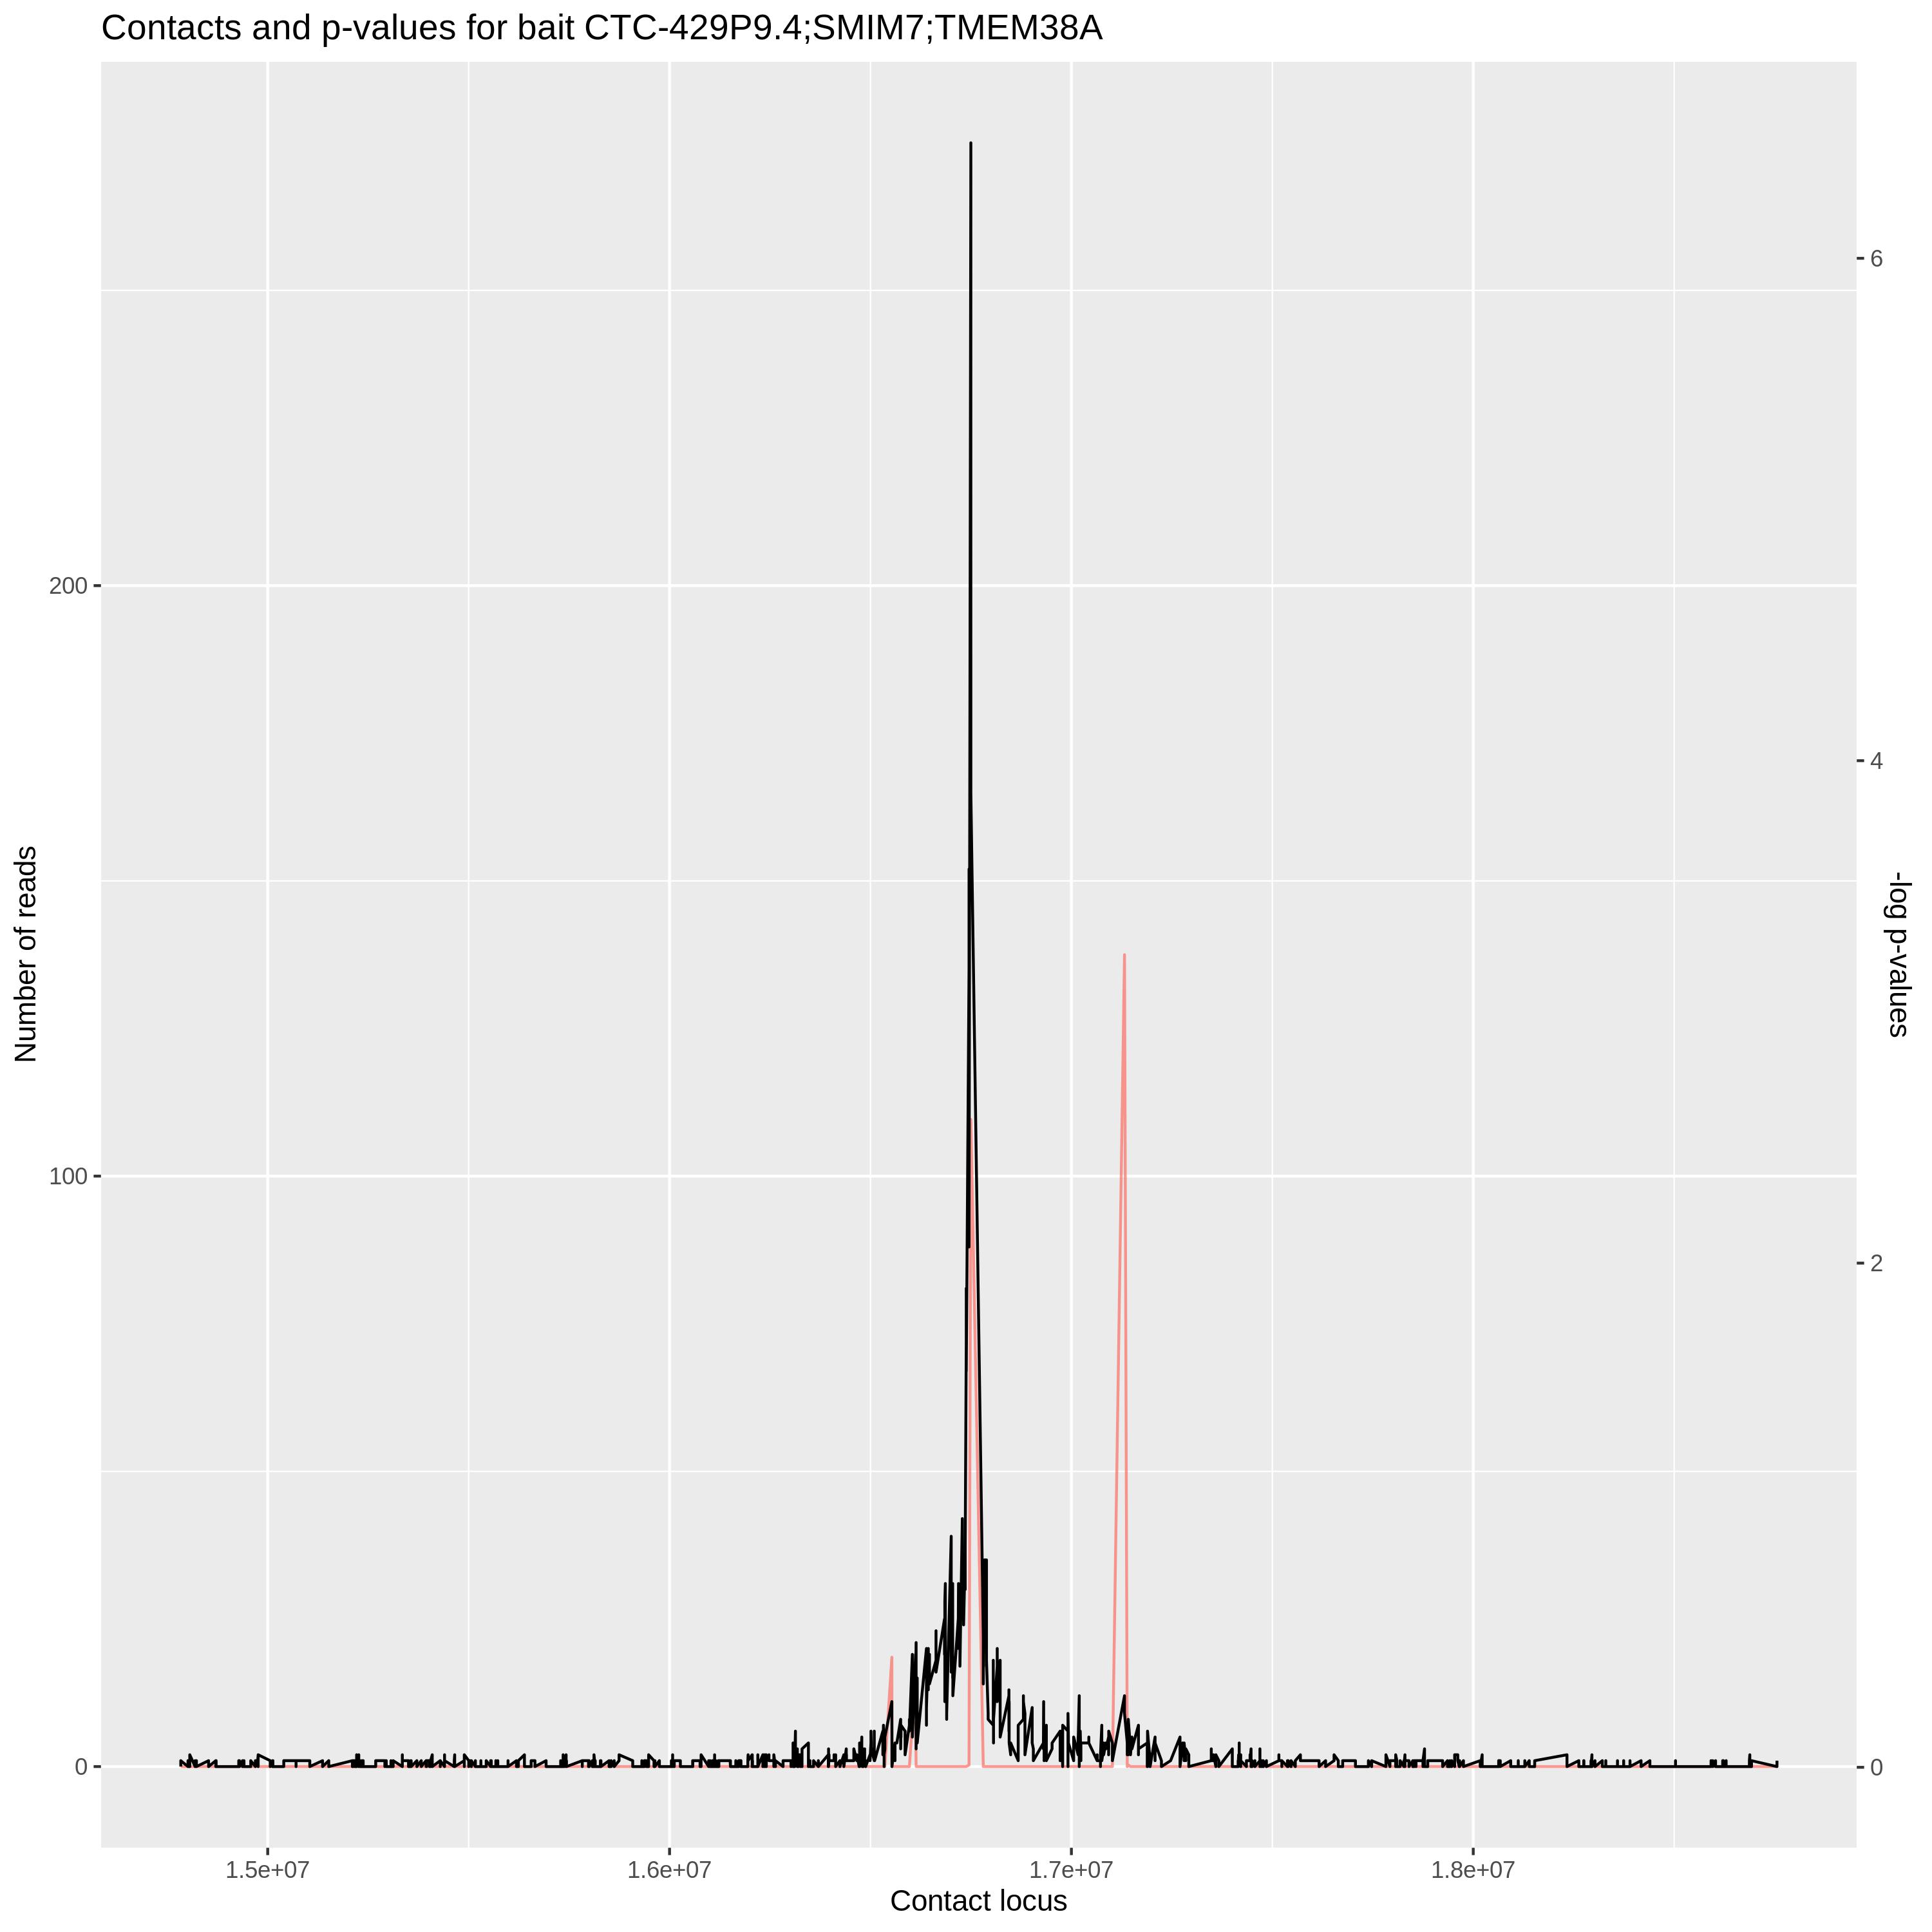 Contacts and p-values for bait CTC-429P9.4;SMIM7;TMEM38A
6
200
4
Number of reads
-log p-values
100
2
0
0
1.5e+07
1.6e+07
1.7e+07
1.8e+07
Contact locus